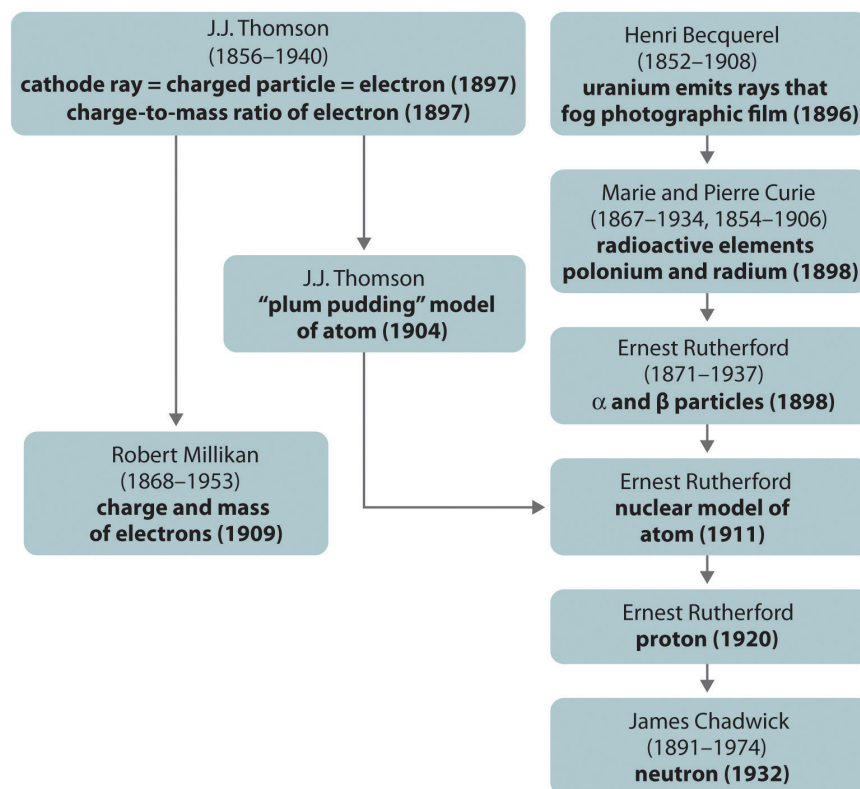 J.J. Thomson
(1856–1940)
cathode ray = charged particle = electron (1897)
charge-to-mass ratio of electron (1897)
Henri Becquerel
(1852–1908)
uranium emits rays that
fog photographic film (1896)
Marie and Pierre Curie
(1867–1934, 1854–1906)
radioactive elements
polonium and radium (1898)
J.J. Thomson
“plum pudding” model
of atom (1904)
Ernest Rutherford
(1871–1937)
α and β particles (1898)
Robert Millikan
(1868–1953)
charge and mass
of electrons (1909)
Ernest Rutherford
nuclear model of
atom (1911)
Ernest Rutherford
proton (1920)
James Chadwick
(1891–1974)
neutron (1932)